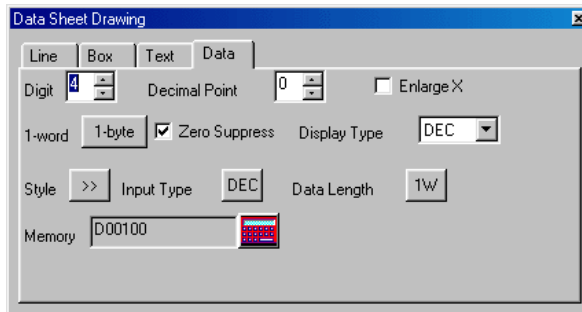 Data Sheet Drawing
Line Box Text Data
Digit 4 Decimal Point 0 Enlarge X
1-word 1-byte Zero Suppress Display Type DEC
Style >> Input Type DEC Data Length 1W
Memory D00100